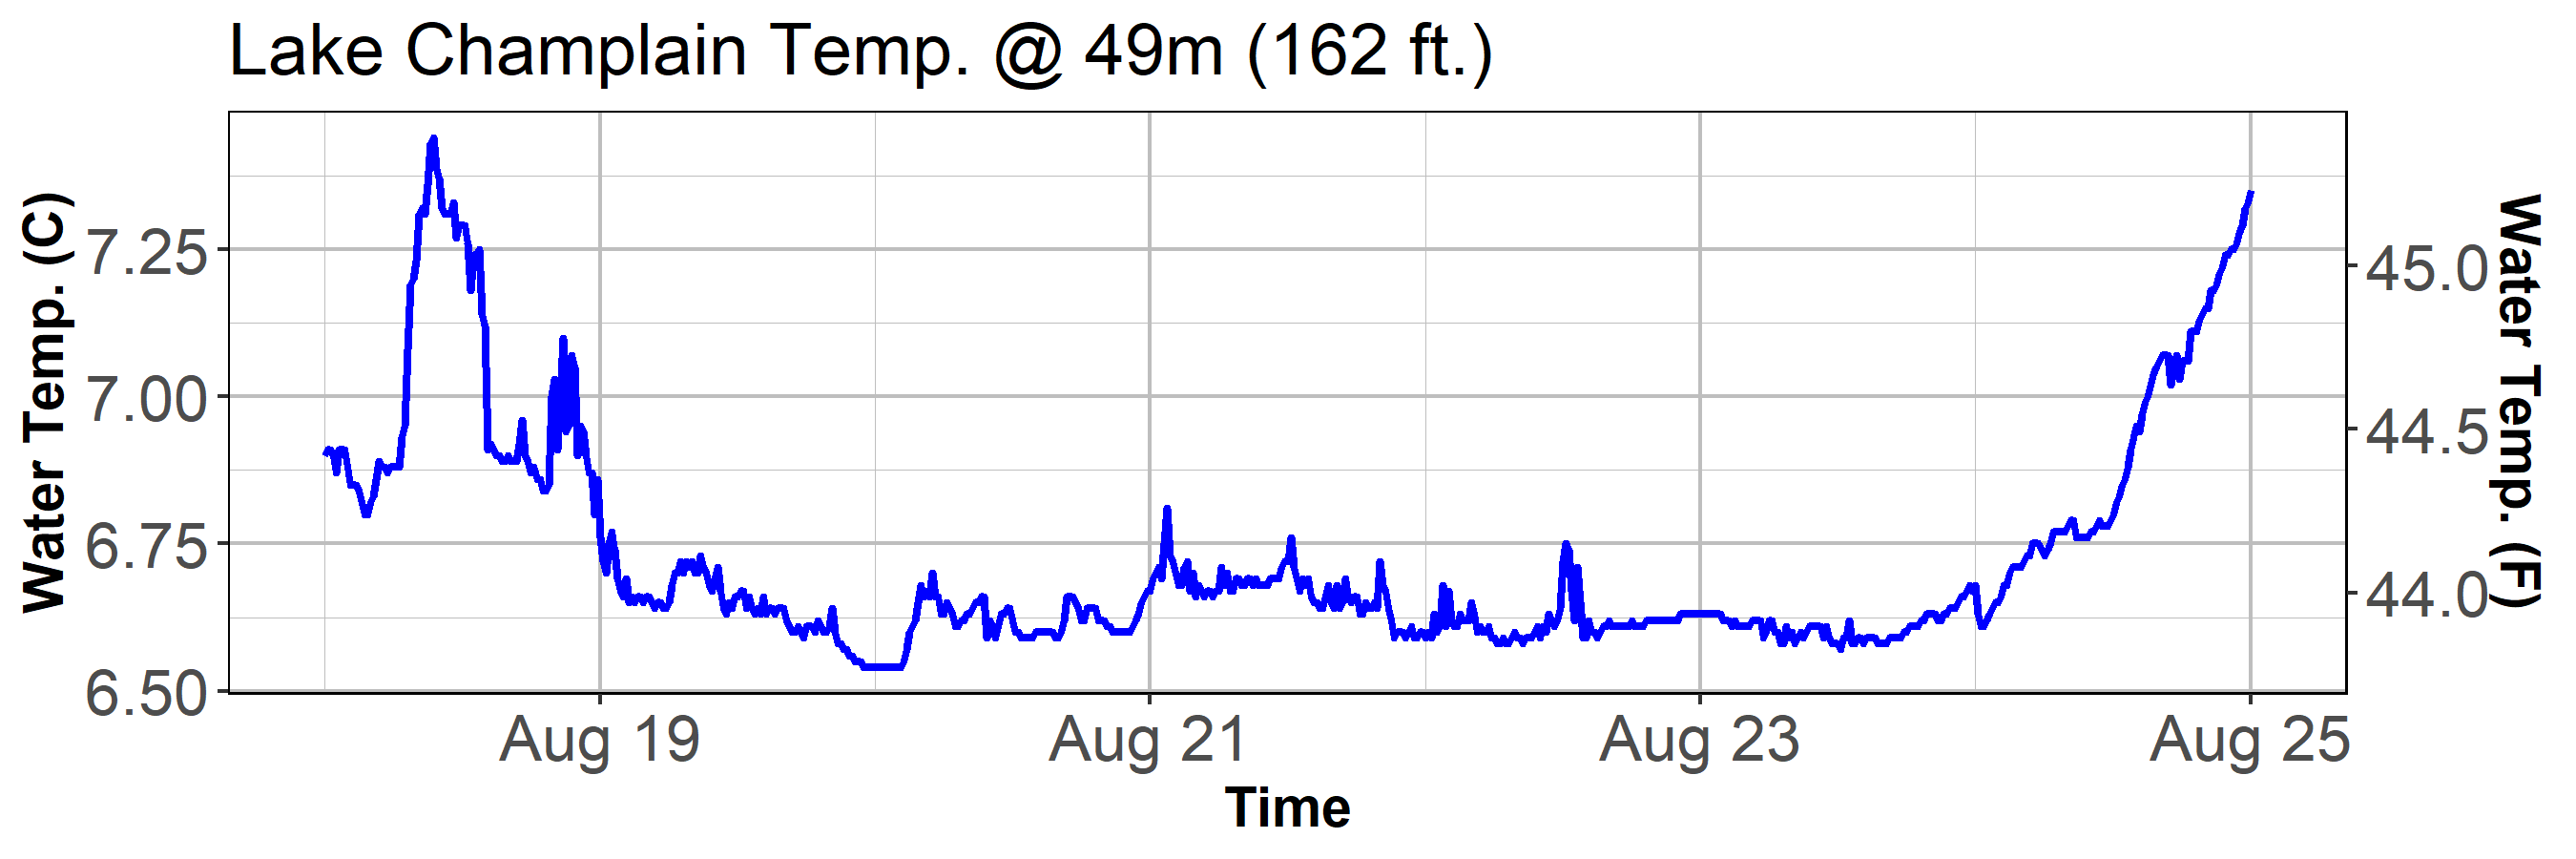 Lake Champlain Temp. @ 49m (162 ft.)
Water Temp. (C)
7.25
7.00
6.75
6.50
45.0
44.5
44.0
Water Temp. (F)
Aug 19
Aug 21
Aug 23
Aug 25
Time